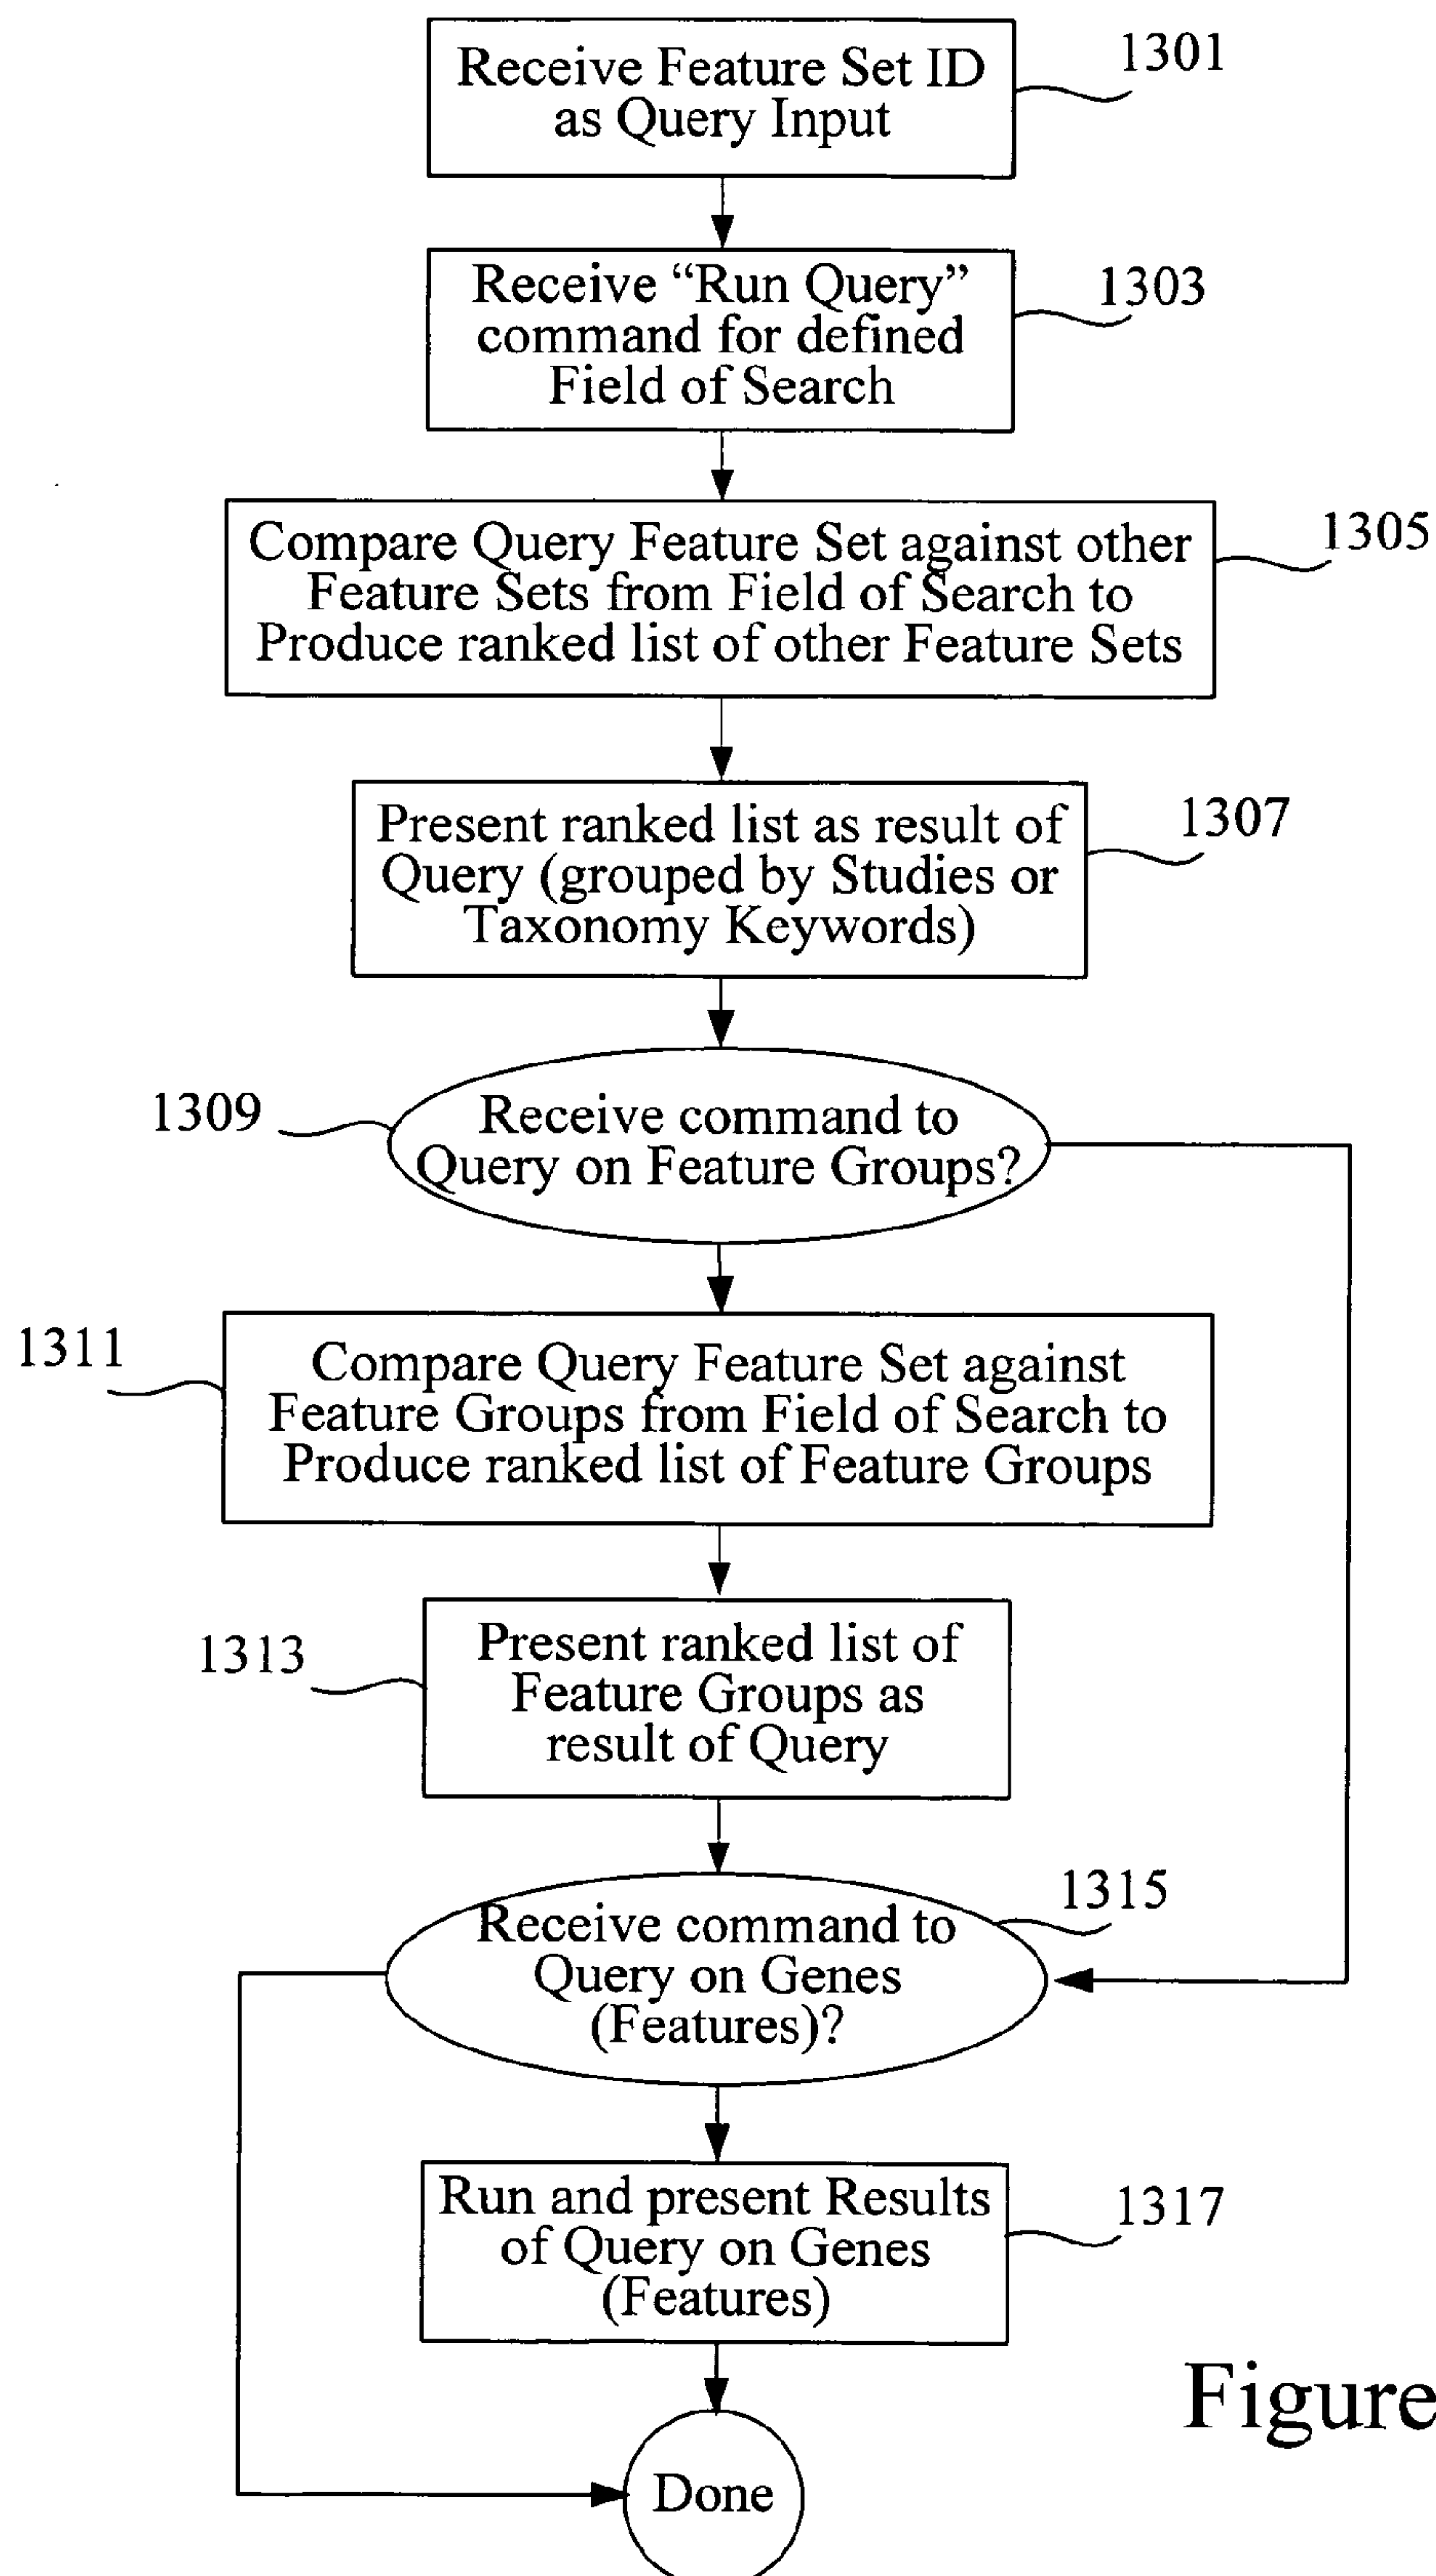 Receive Feature Set ID
as Query Input
1301
Receive “Run Query”
command for defined
Field of Search
1303
Compare Query Feature Set against other
Feature Sets from Field of Search to
Produce ranked list of other Feature Sets
1305
Present ranked list as result of
Query (grouped by Studies or
Taxonomy Keywords)
1307
1309
Receive command to
Query on Feature Groups?
1311
Compare Query Feature Set against
Feature Groups from Field of Search to
Produce ranked list of Feature Groups
1313
Present ranked list of
Feature Groups as
result of Query
1315
Receive command to
Query on Genes
(Features)?
Run and present Results
of Query on Genes
(Features)
1317
Figure
Done